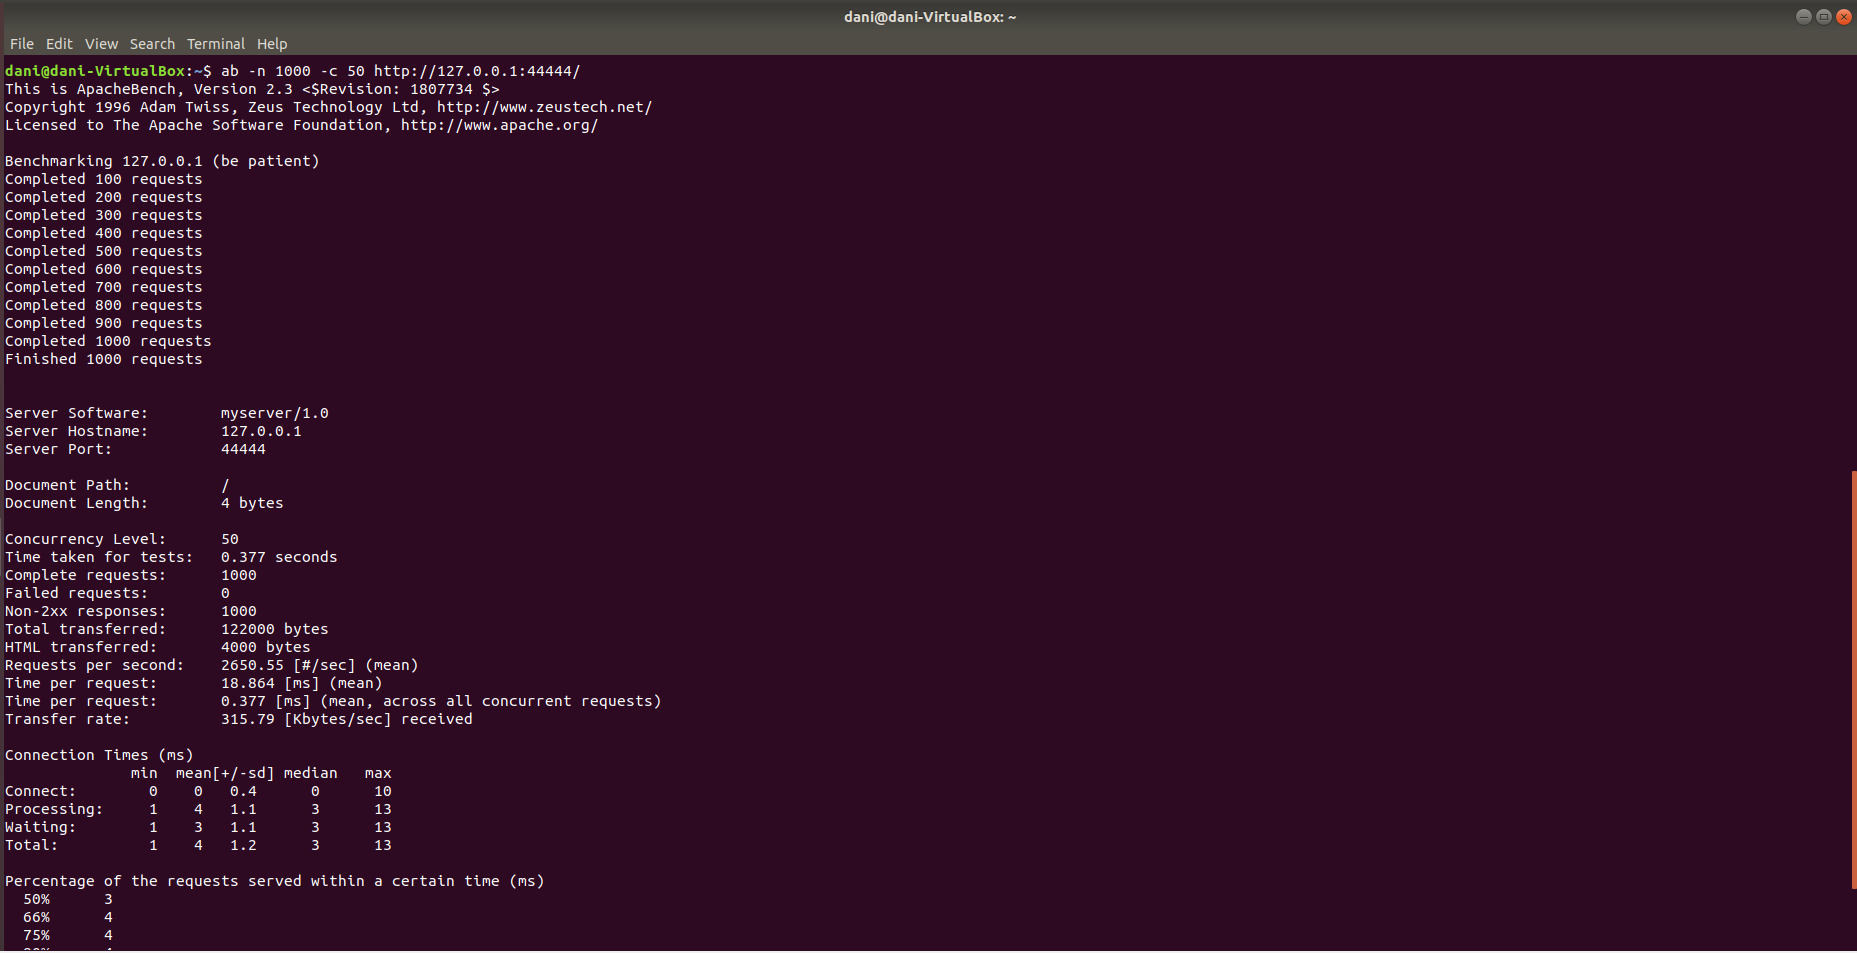 dani@dani-VirtualBox: ~
File Edit View Search Terminal Help
dani@dani-VirtualBox:~$ ab -n 1000 -c 50 http://127.0.0.1:44444/
This is ApacheBench, Version 2.3 <$Revision: 1807734 $>
Copyright 1996 Adam Twiss, Zeus Technology Ltd, http://www.zeustech.net/
Licensed to The Apache Software Foundation, http://www.apache.org/

Benchmarking 127.0.0.1 (be patient)
Completed 100 requests
Completed 200 requests
Completed 300 requests
Completed 400 requests
Completed 500 requests
Completed 600 requests
Completed 700 requests
Completed 800 requests
Completed 900 requests
Completed 1000 requests
Finished 1000 requests


Server Software:        myserver/1.0
Server Hostname:        127.0.0.1
Server Port:            44444

Document Path:          /
Document Length:        4 bytes

Concurrency Level:      50
Time taken for tests:   0.377 seconds
Complete requests:      1000
Failed requests:        0
Non-2xx responses:      1000
Total transferred:      122000 bytes
HTML transferred:       4000 bytes
Requests per second:    2650.55 [#/sec] (mean)
Time per request:       18.864 [ms] (mean)
Time per request:       0.377 [ms] (mean, across all concurrent requests)
Transfer rate:          315.79 [Kbytes/sec] received

Connection Times (ms)
              min  mean[+/-sd] median   max
Connect:        0    0   0.4      0      10
Processing:     1    4   1.1      3      13
Waiting:        1    3   1.1      3      13
Total:          1    4   1.2      3      13

Percentage of the requests served within a certain time (ms)
  50%      3
  66%      4
  75%      4